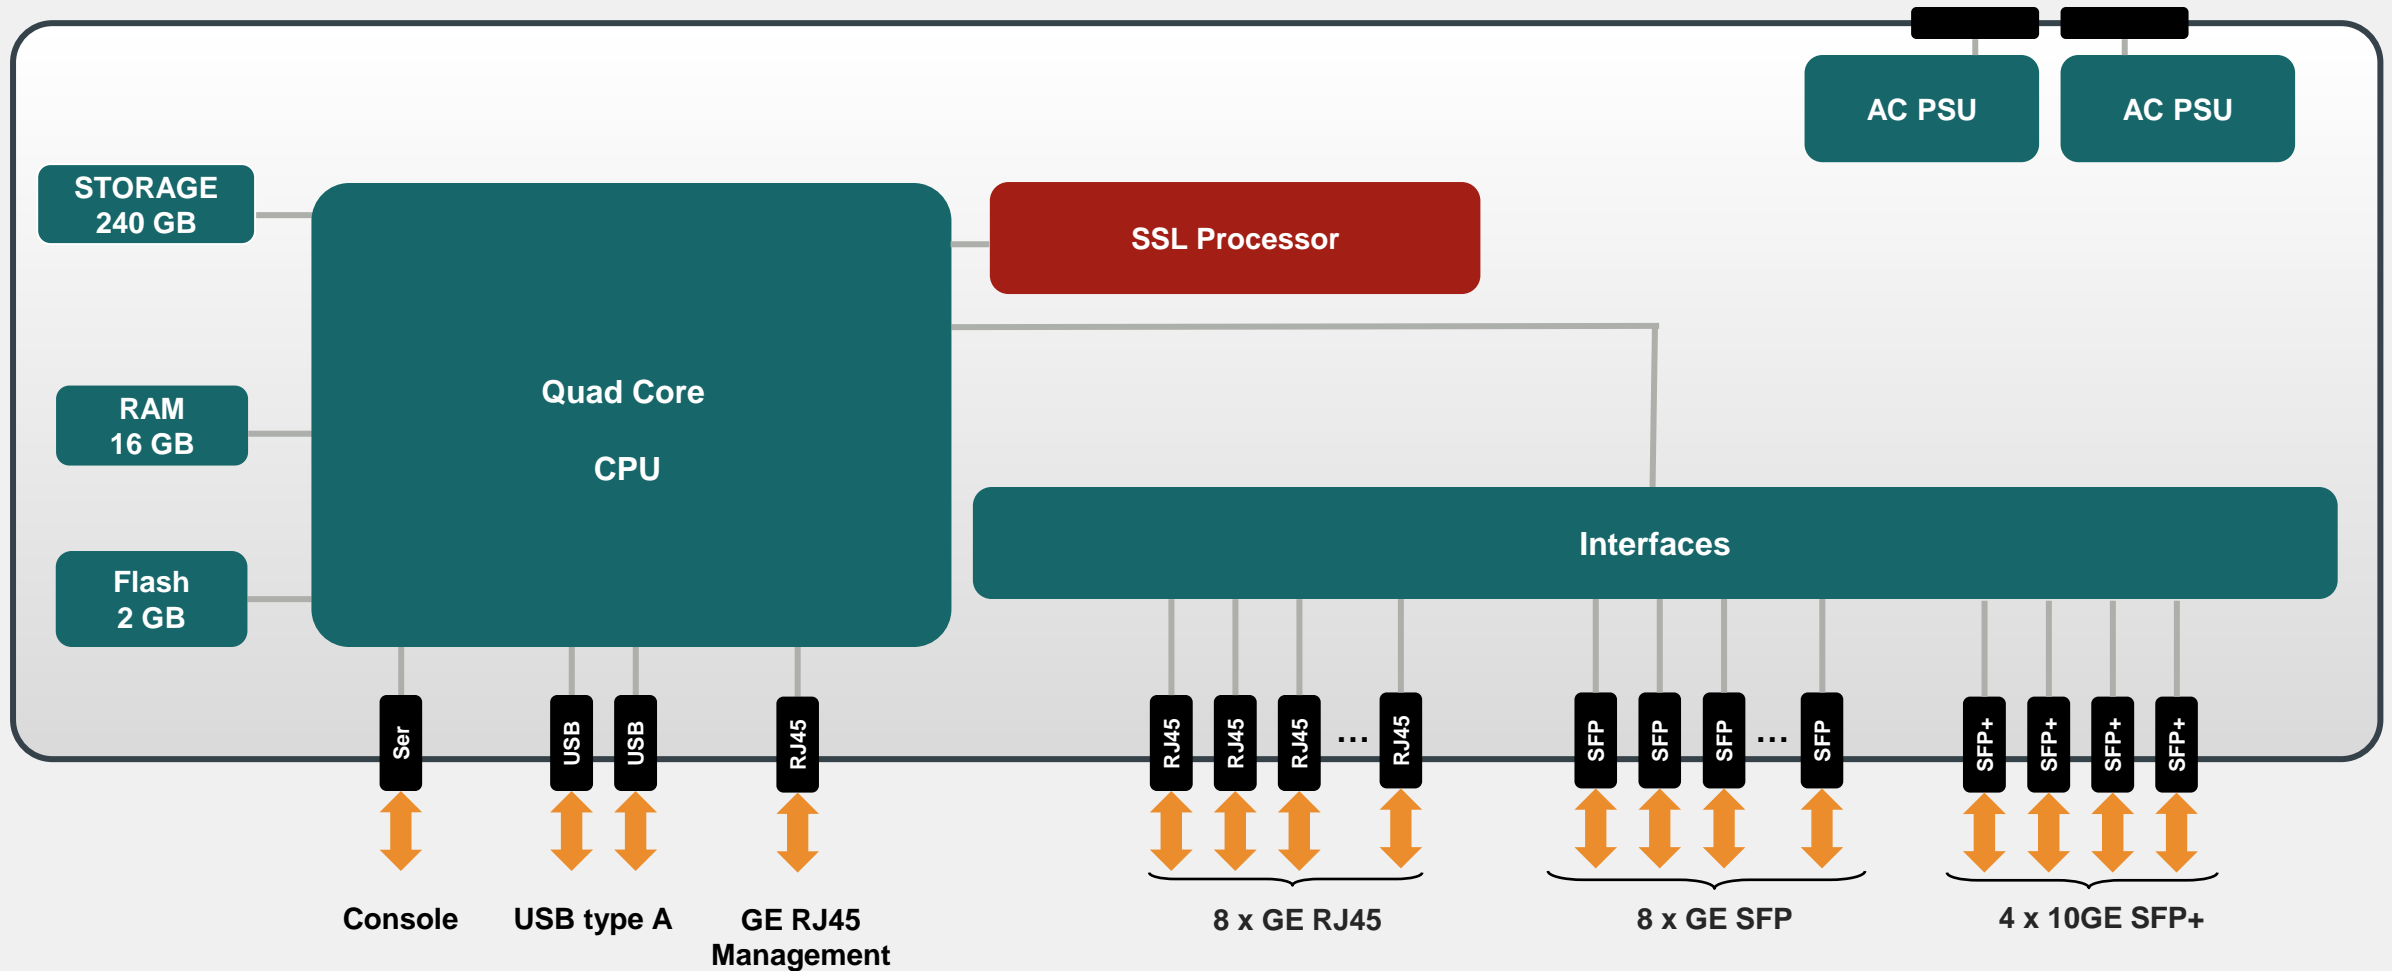 AC PSU
AC PSU
STORAGE
240 GB
SSL Processor
Quad Core
CPU
RAM
16 GB
Interfaces
Flash
2 GB
Ser
USB
USB
RJ45
RJ45
RJ45
RJ45
...
RJ45
SFP
SFP
SFP
...
SFP
SFP+
SFP+
SFP+
SFP+
Console
USB type A
GE RJ45
Management
8 x GE RJ45
8 x GE SFP
4 x 10GE SFP+